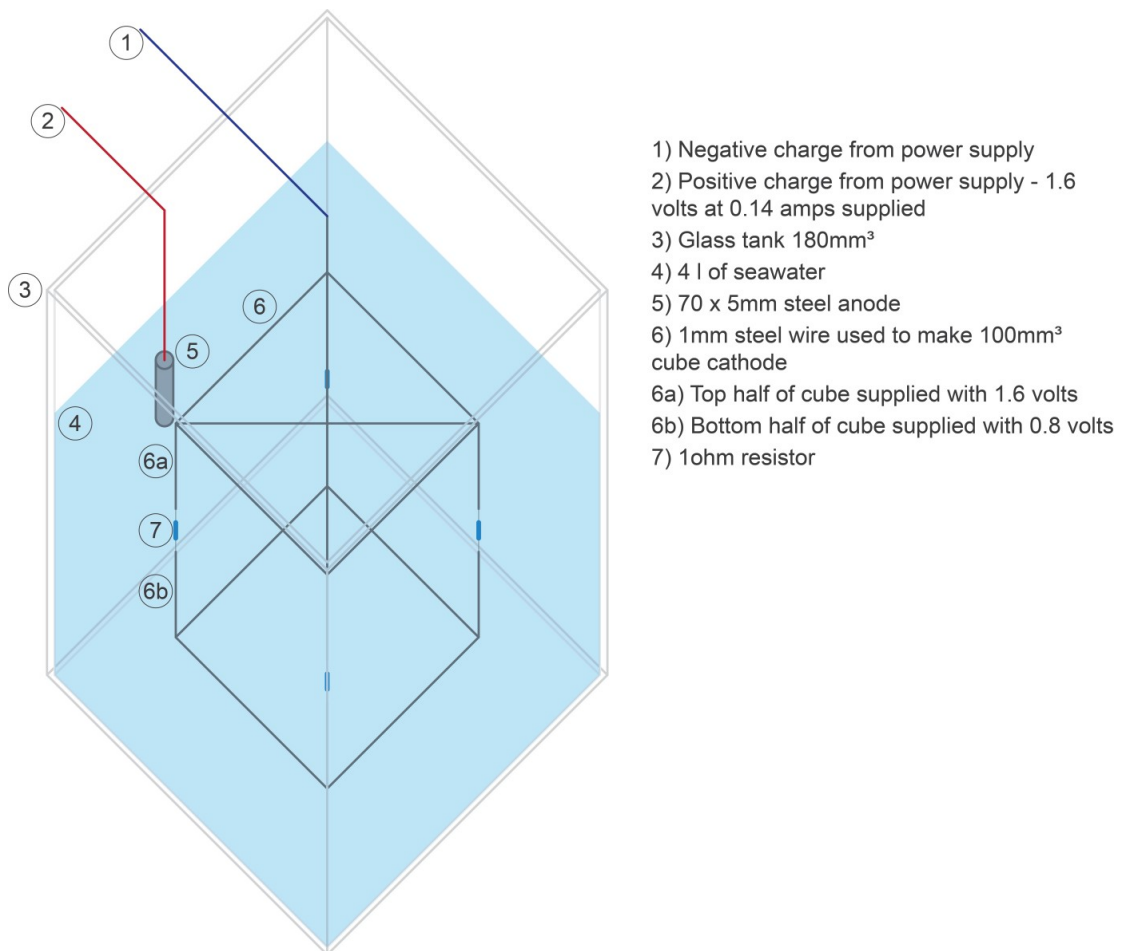 1
2
3
6
5
4
6a
7
6b
1) Negative charge from power supply
2) Positive charge from power supply - 1.6
volts at 0.14 amps supplied
3) Glass tank 180mm³
4) 4 l of seawater
5) 70 x 5mm steel anode
6) 1mm steel wire used to make 100mm³
cube cathode
6a) Top half of cube supplied with 1.6 volts
6b) Bottom half of cube supplied with 0.8 volts
7) 1ohm resistor